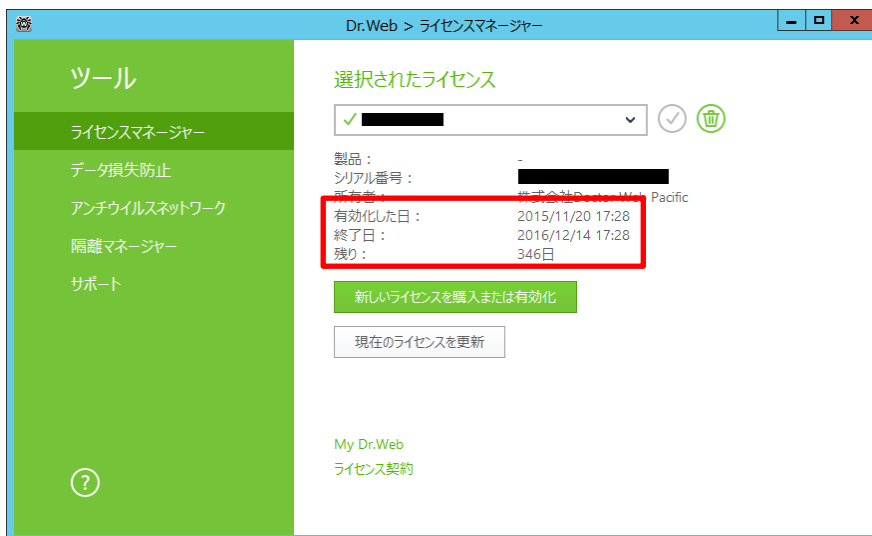 Dr.Web > ライセンスマネージャー
ツール
ライセンスマネージャー
データ損失防止
アンチウイルスネットワーク
隔離マネージャー
サポート
?
選択されたライセンス
製品： -
シリアル番号：
所有者： 株式会社Doctor Web Pacific
有効化した日： 2015/11/20 17:28
終了日： 2016/12/14 17:28
残り： 346日
新しいライセンスを購入または有効化
現在のライセンスを更新
My Dr.Web
ライセンス契約